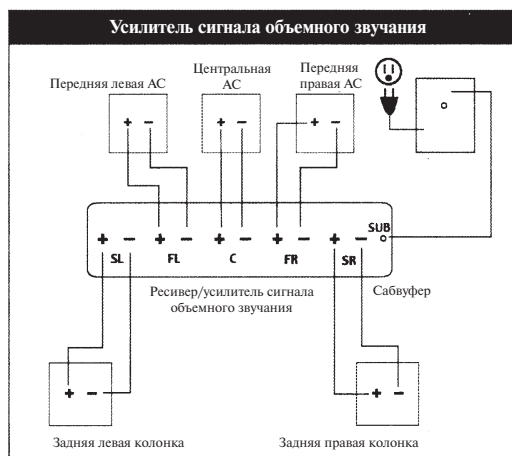 Усилитель сигнала объемного звучания
Передняя левая АС
Центральная
АС
Передняя
правая АС
+ −
+ −
+ −
+ − + − + − + − + − SUB
SL FL C FR SR
Ресивер/усилитель сигнала
объемного звучания
Сабвуфер
+ −
+ −
Задняя левая колонка
Задняя правая колонка